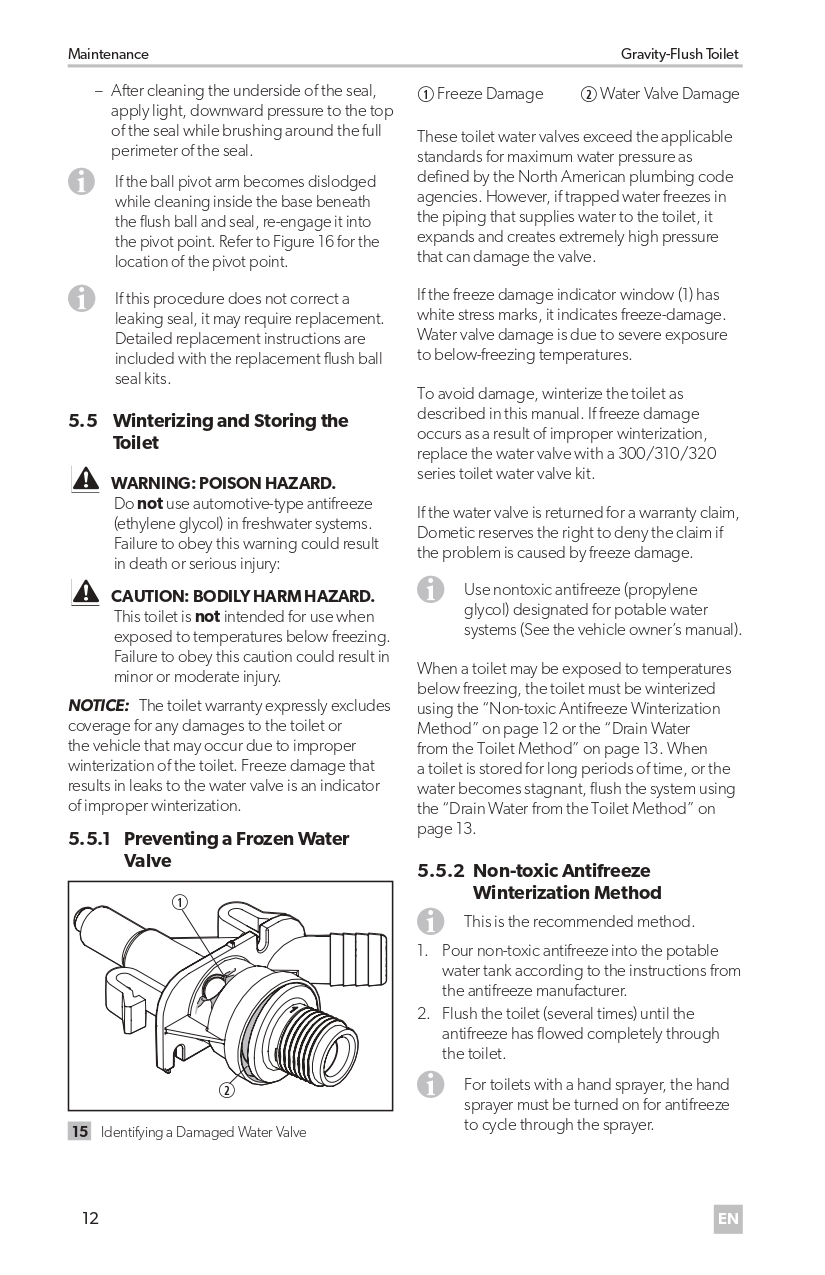 Maintenance
Gravity-Flush Toilet
– After cleaning the underside of the seal,
apply light, downward pressure to the top
of the seal while brushing around the full
perimeter of the seal.
If the ball pivot arm becomes dislodged
while cleaning inside the base beneath
the flush ball and seal, re-engage it into
the pivot point. Refer to Figure 16 for the
location of the pivot point.
If this procedure does not correct a
leaking seal, it may require replacement.
Detailed replacement instructions are
included with the replacement flush ball
seal kits.
5.5 Winterizing and Storing the
Toilet
WARNING: POISON HAZARD.
Do not use automotive-type antifreeze
(ethylene glycol) in freshwater systems.
Failure to obey this warning could result
in death or serious injury:
CAUTION: BODILY HARM HAZARD.
This toilet is not intended for use when
exposed to temperatures below freezing.
Failure to obey this caution could result in
minor or moderate injury.
NOTICE: The toilet warranty expressly excludes
coverage for any damages to the toilet or
the vehicle that may occur due to improper
winterization of the toilet. Freeze damage that
results in leaks to the water valve is an indicator
of improper winterization.
5.5.1 Preventing a Frozen Water
Valve
①
②
15 Identifying a Damaged Water Valve
① Freeze Damage ② Water Valve Damage
These toilet water valves exceed the applicable
standards for maximum water pressure as
defined by the North American plumbing code
agencies. However, if trapped water freezes in
the piping that supplies water to the toilet, it
expands and creates extremely high pressure
that can damage the valve.
If the freeze damage indicator window (1) has
white stress marks, it indicates freeze-damage.
Water valve damage is due to severe exposure
to below-freezing temperatures.
To avoid damage, winterize the toilet as
described in this manual. If freeze damage
occurs as a result of improper winterization,
replace the water valve with a 300/310/320
series toilet water valve kit.
If the water valve is returned for a warranty claim,
Dometic reserves the right to deny the claim if
the problem is caused by freeze damage.
Use nontoxic antifreeze (propylene
glycol) designated for potable water
systems (See the vehicle owner’s manual).
When a toilet may be exposed to temperatures
below freezing, the toilet must be winterized
using the “Non-toxic Antifreeze Winterization
Method” on page 12 or the “Drain Water
from the Toilet Method” on page 13. When
a toilet is stored for long periods of time, or the
water becomes stagnant, flush the system using
the “Drain Water from the Toilet Method” on
page 13.
5.5.2 Non-toxic Antifreeze
Winterization Method
This is the recommended method.
1. Pour non-toxic antifreeze into the potable
water tank according to the instructions from
the antifreeze manufacturer.
2. Flush the toilet (several times) until the
antifreeze has flowed completely through
the toilet.
For toilets with a hand sprayer, the hand
sprayer must be turned on for antifreeze
to cycle through the sprayer.
12
EN